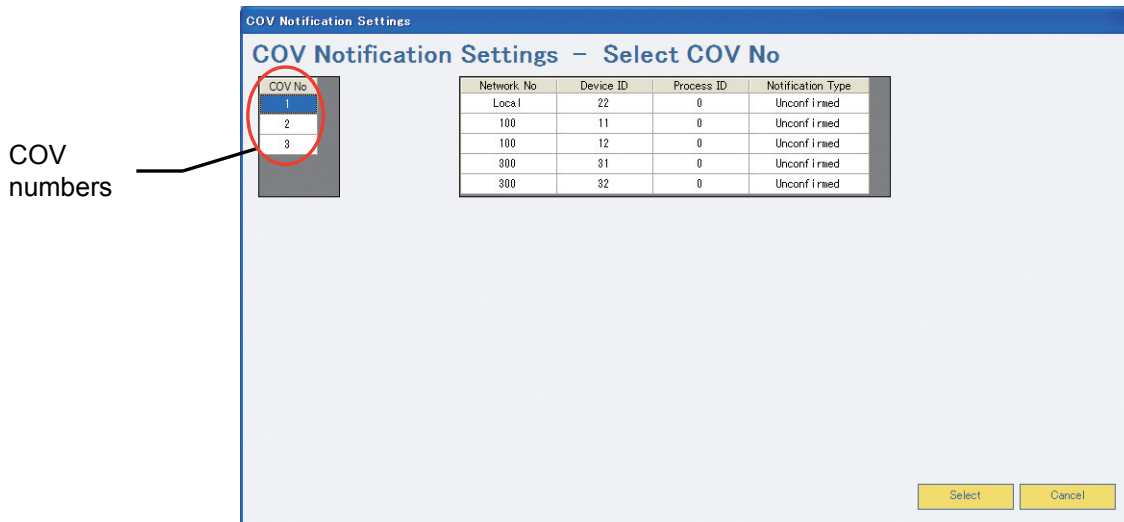 COV Notification Settings
COV Notification Settings - Select COV No
COV No
1
2
3
Network No Device ID Process ID Notification Type
Local 22 0 Unconfirmed
100 11 0 Unconfirmed
100 12 0 Unconfirmed
300 31 0 Unconfirmed
300 32 0 Unconfirmed
COV
numbers
Select Cancel